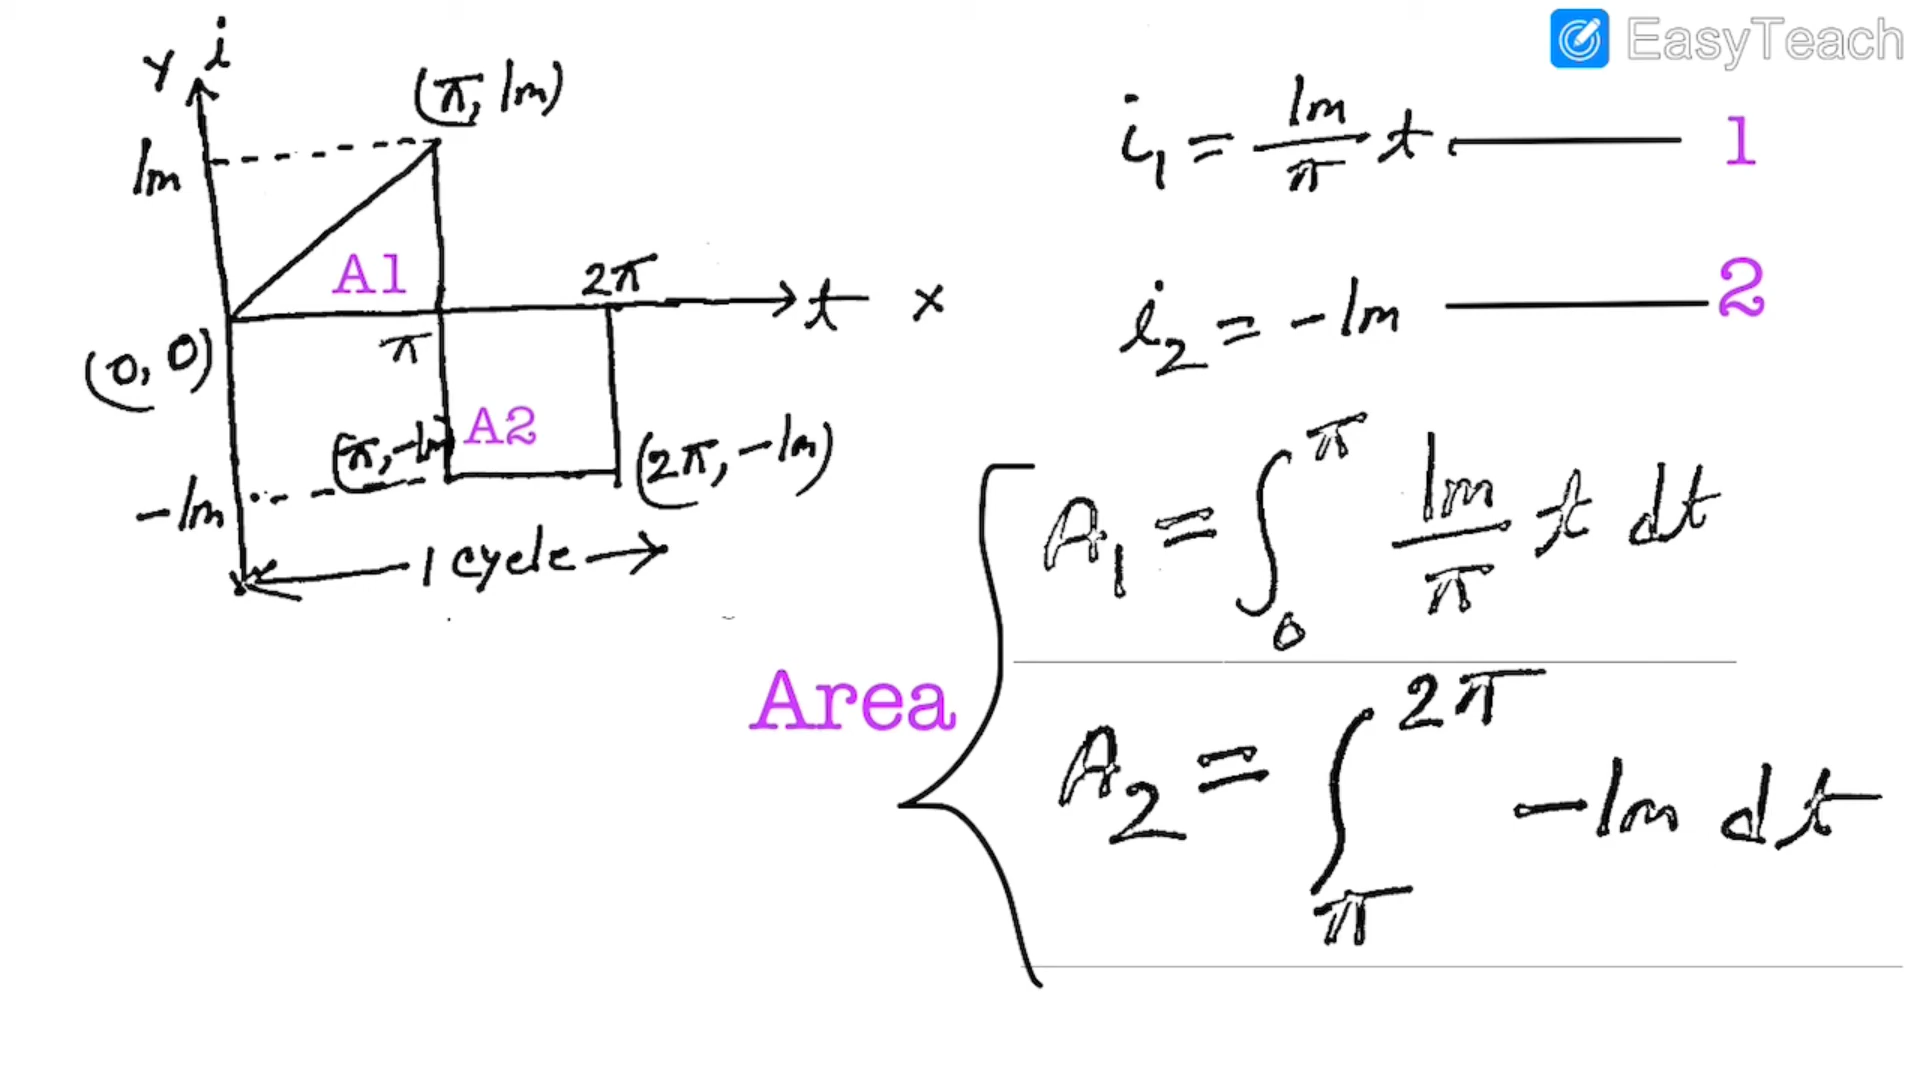 EasyTeach
y i
(π, Im)
Im
A1
2π
t x
π
(0, 0)
A2
(π, -Im)
(2π, -Im)
-Im
1 cycle
i₁ = Im/π t 1
i₂ = -Im 2
Area
A₁ = ∫₀^π Im/π t dt
A₂ = ∫_π^2π -Im dt